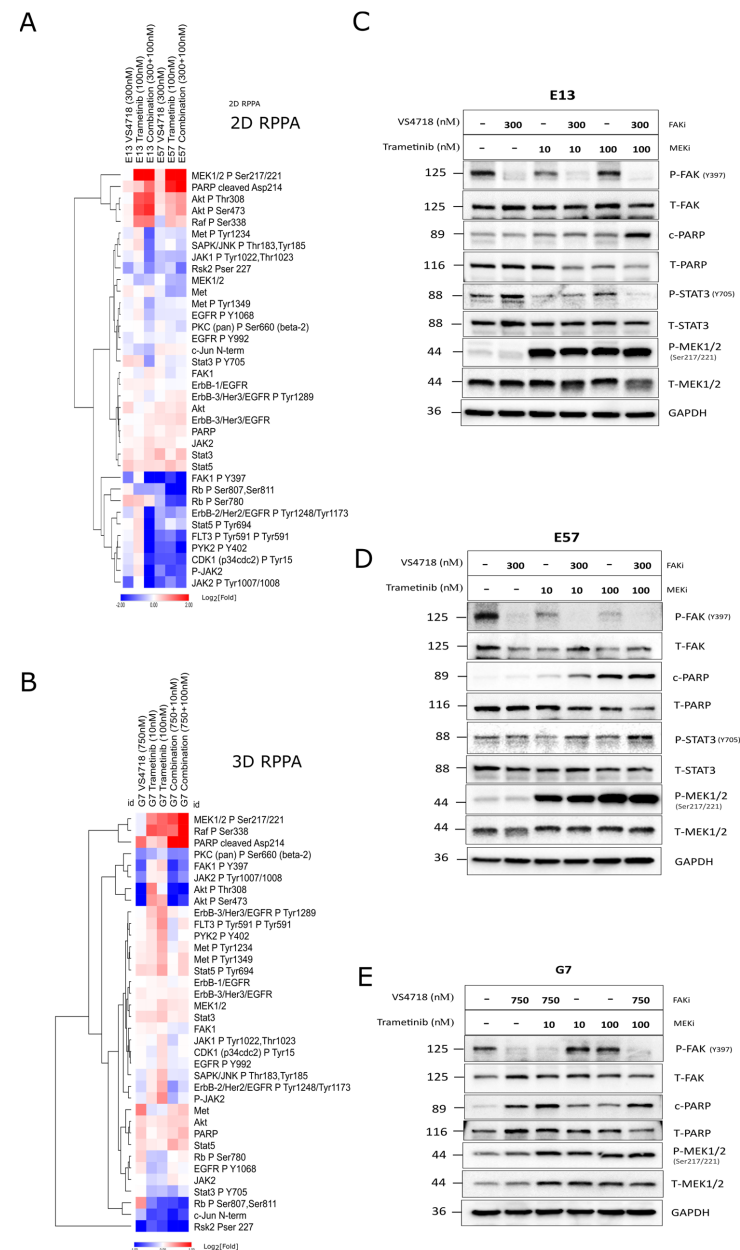 A
E13 VS4718 (300nM)
E13 Trametinib (100nM)
E13 Combination (300+100nM)
E57 VS4718 (300nM)
E57 Trametinib (100nM)
E57 Combination (300+100nM)
2D RPPA
2D RPPA
MEK1/2 P Ser217/221
PARP cleaved Asp214
Akt P Thr308
Akt P Ser473
Raf P Ser338
Met P Tyr1234
SAPK/JNK P Thr183,Tyr185
JAK1 P Tyr1022,Thr1023
Rsk2 Pser 227
MEK1/2
Met
Met P Tyr1349
EGFR P Y1068
PKC (pan) P Ser660 (beta-2)
EGFR P Y992
c-Jun N-term
Stat3 P Y705
FAK1
ErbB-1/EGFR
ErbB-3/Her3/EGFR P Tyr1289
Akt
ErbB-3/Her3/EGFR
PARP
JAK2
Stat3
Stat5
FAK1 P Y397
Rb P Ser807,Ser811
Rb P Ser780
ErbB-2/Her2/EGFR P Tyr1248/Tyr1173
Stat5 P Tyr694
FLT3 P Tyr591 P Tyr591
PYK2 P Y402
CDK1 (p34cdc2) P Tyr15
P-JAK2
JAK2 P Tyr1007/1008
-2.00 0.00 2.00
Log2[Fold]
B
id
G7 VS4718 (750nM)
G7 Trametinib (10nM)
G7 Trametinib (100nM)
G7 Combination (750+10nM)
G7 Combination (750+100nM)
id
3D RPPA
MEK1/2 P Ser217/221
Raf P Ser338
PARP cleaved Asp214
PKC (pan) P Ser660 (beta-2)
FAK1 P Y397
JAK2 P Tyr1007/1008
Akt P Thr308
Akt P Ser473
ErbB-3/Her3/EGFR P Tyr1289
FLT3 P Tyr591 P Tyr591
PYK2 P Y402
Met P Tyr1234
Met P Tyr1349
Stat5 P Tyr694
ErbB-1/EGFR
ErbB-3/Her3/EGFR
MEK1/2
Stat3
FAK1
JAK1 P Tyr1022,Thr1023
CDK1 (p34cdc2) P Tyr15
EGFR P Y992
SAPK/JNK P Thr183,Tyr185
ErbB-2/Her2/EGFR P Tyr1248/Tyr1173
P-JAK2
Met
Akt
PARP
Stat5
Rb P Ser780
EGFR P Y1068
JAK2
Stat3 P Y705
Rb P Ser807,Ser811
c-Jun N-term
Rsk2 Pser 227
Log2[Fold]
C
E13
VS4718 (nM) – 300 – 300 – 300 FAKi
Trametinib (nM) – – 10 10 100 100 MEKi
125 P-FAK (Y397)
125 T-FAK
89 c-PARP
116 T-PARP
88 P-STAT3 (Y705)
88 T-STAT3
44 P-MEK1/2 (Ser217/221)
44 T-MEK1/2
36 GAPDH
D
E57
VS4718 (nM) – 300 – 300 – 300 FAKi
Trametinib (nM) – – 10 10 100 100 MEKi
125 P-FAK (Y397)
125 T-FAK
89 c-PARP
116 T-PARP
88 P-STAT3 (Y705)
88 T-STAT3
44 P-MEK1/2 (Ser217/221)
44 T-MEK1/2
36 GAPDH
E
G7
VS4718 (nM) – 750 750 – – 750 FAKi
Trametinib (nM) – – 10 10 100 100 MEKi
125 P-FAK (Y397)
125 T-FAK
89 c-PARP
116 T-PARP
44 P-MEK1/2 (Ser217/221)
44 T-MEK1/2
36 GAPDH